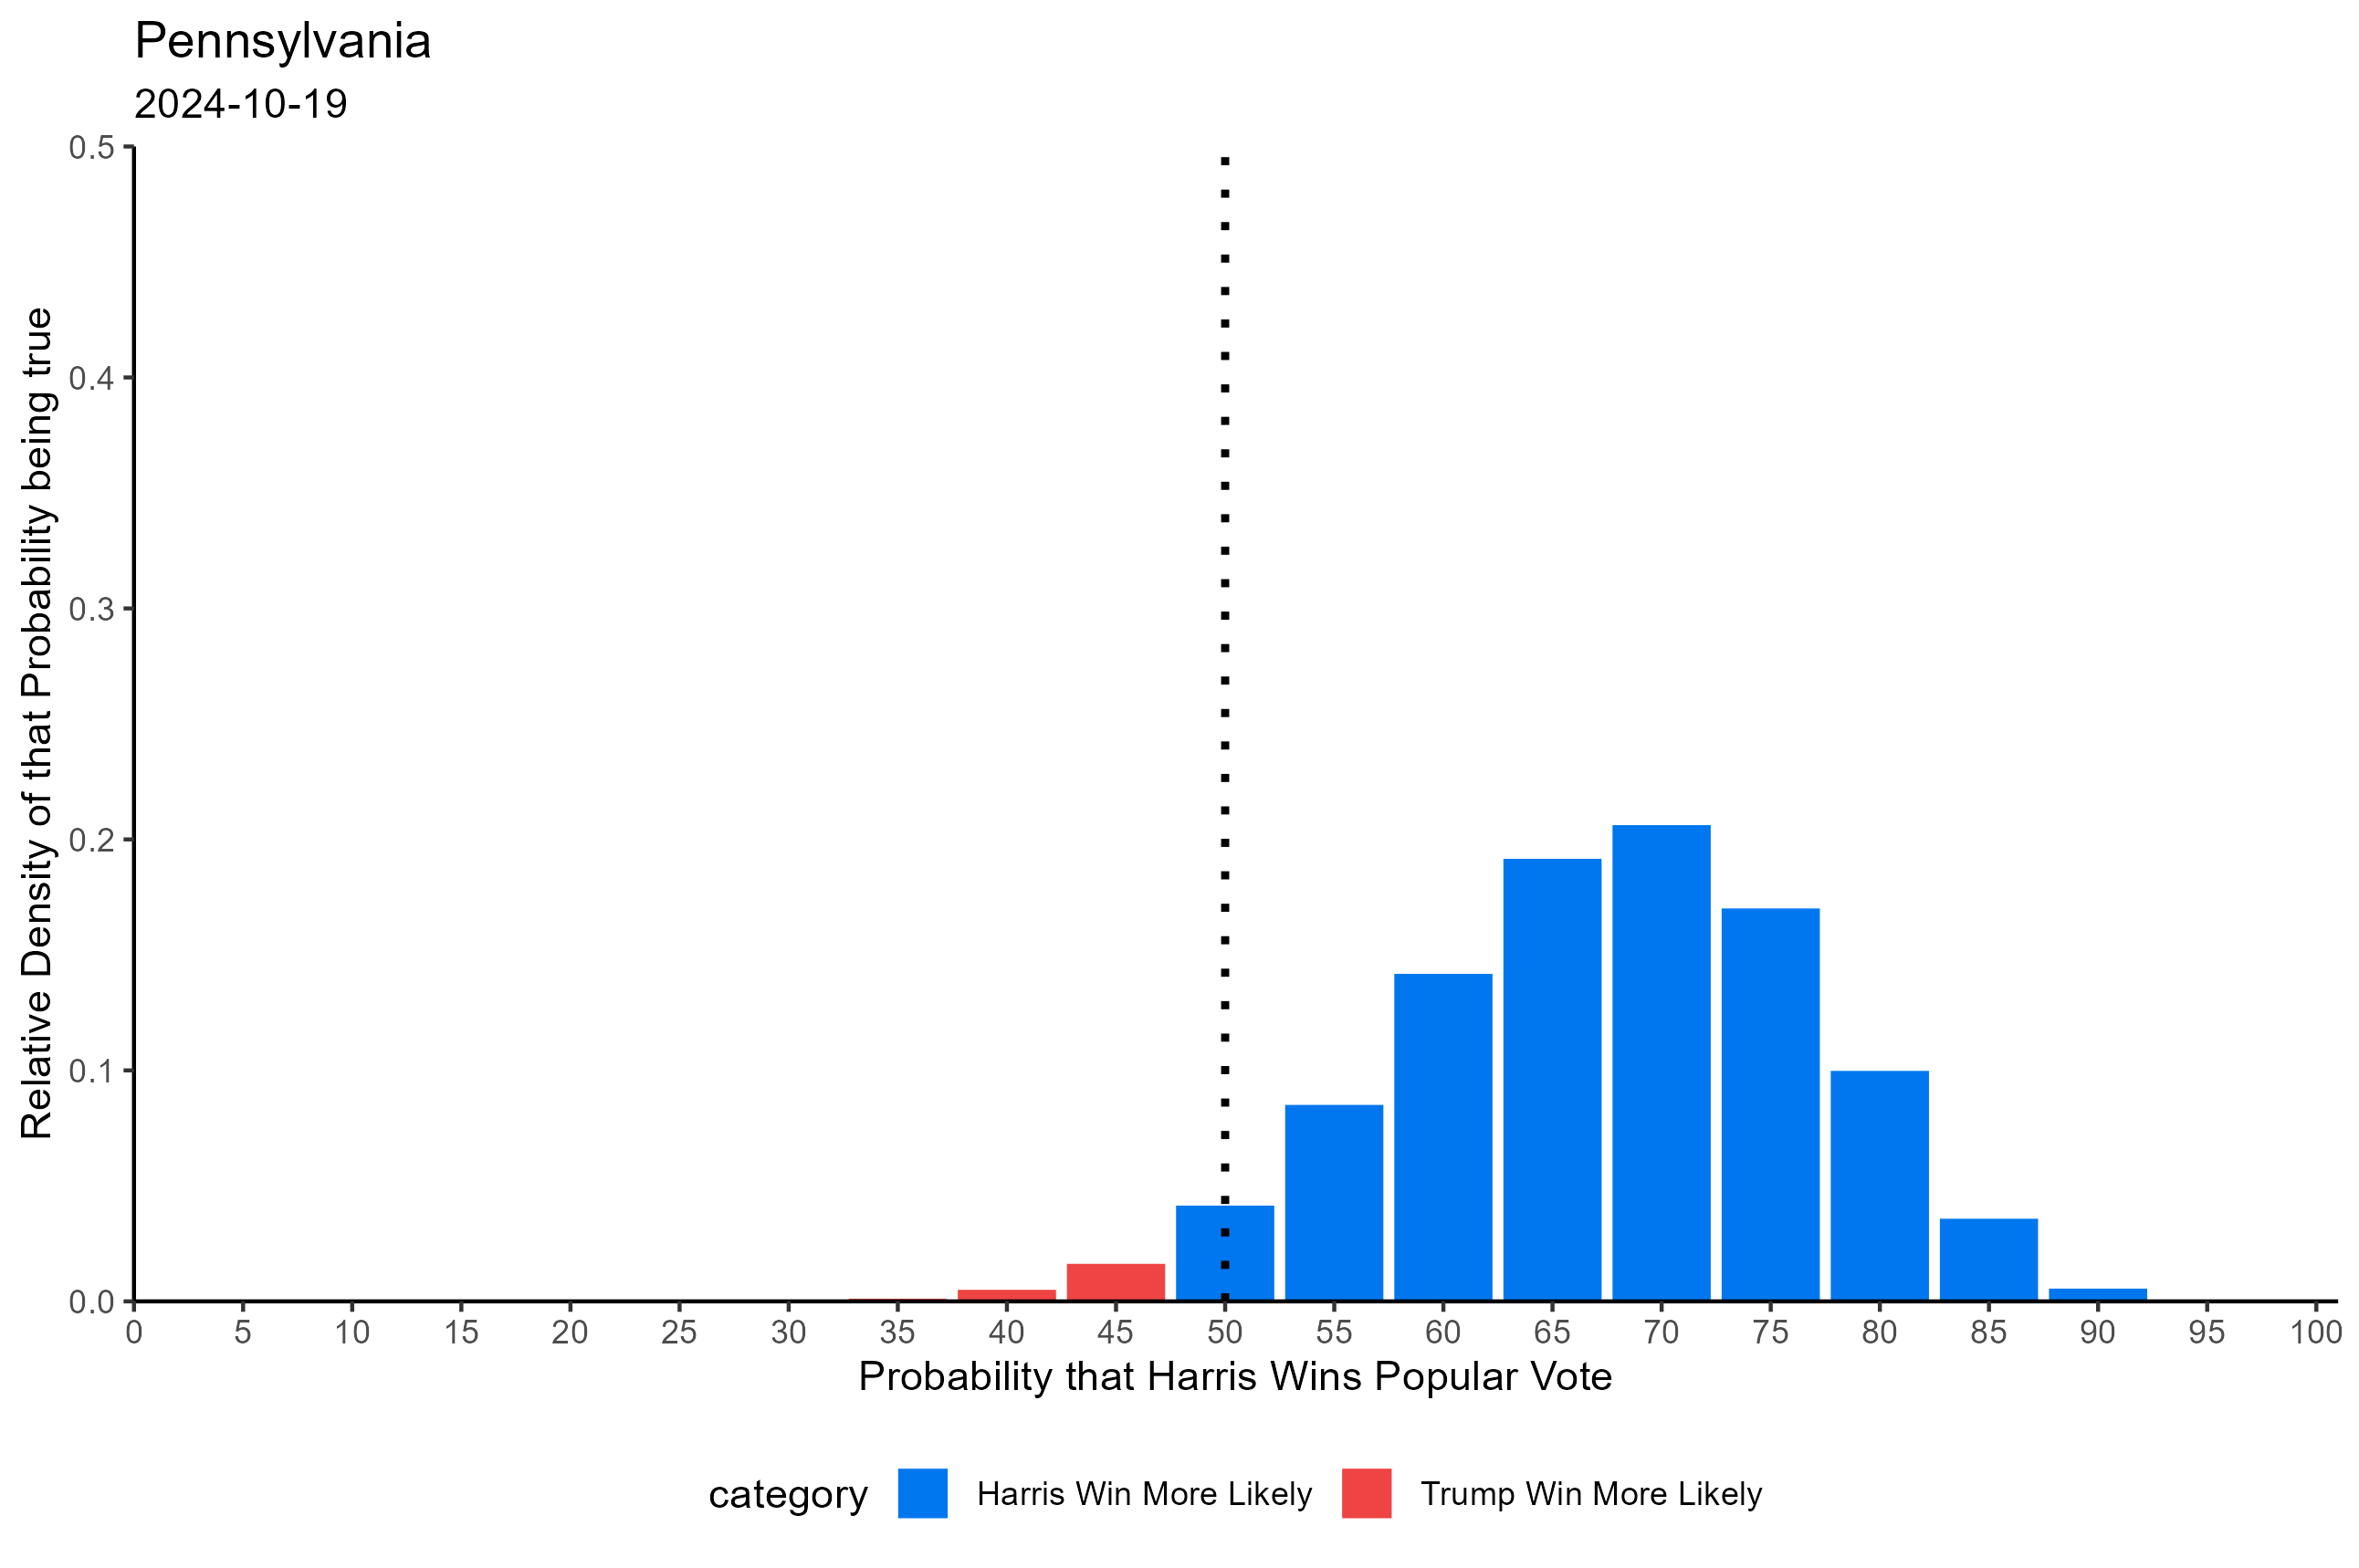 Pennsylvania
2024-10-19
Relative Density of that Probability being true
0.5
0.4
0.3
0.2
0.1
0.0
0 5 10 15 20 25 30 35 40 45 50 55 60 65 70 75 80 85 90 95 100
Probability that Harris Wins Popular Vote
category Harris Win More Likely Trump Win More Likely